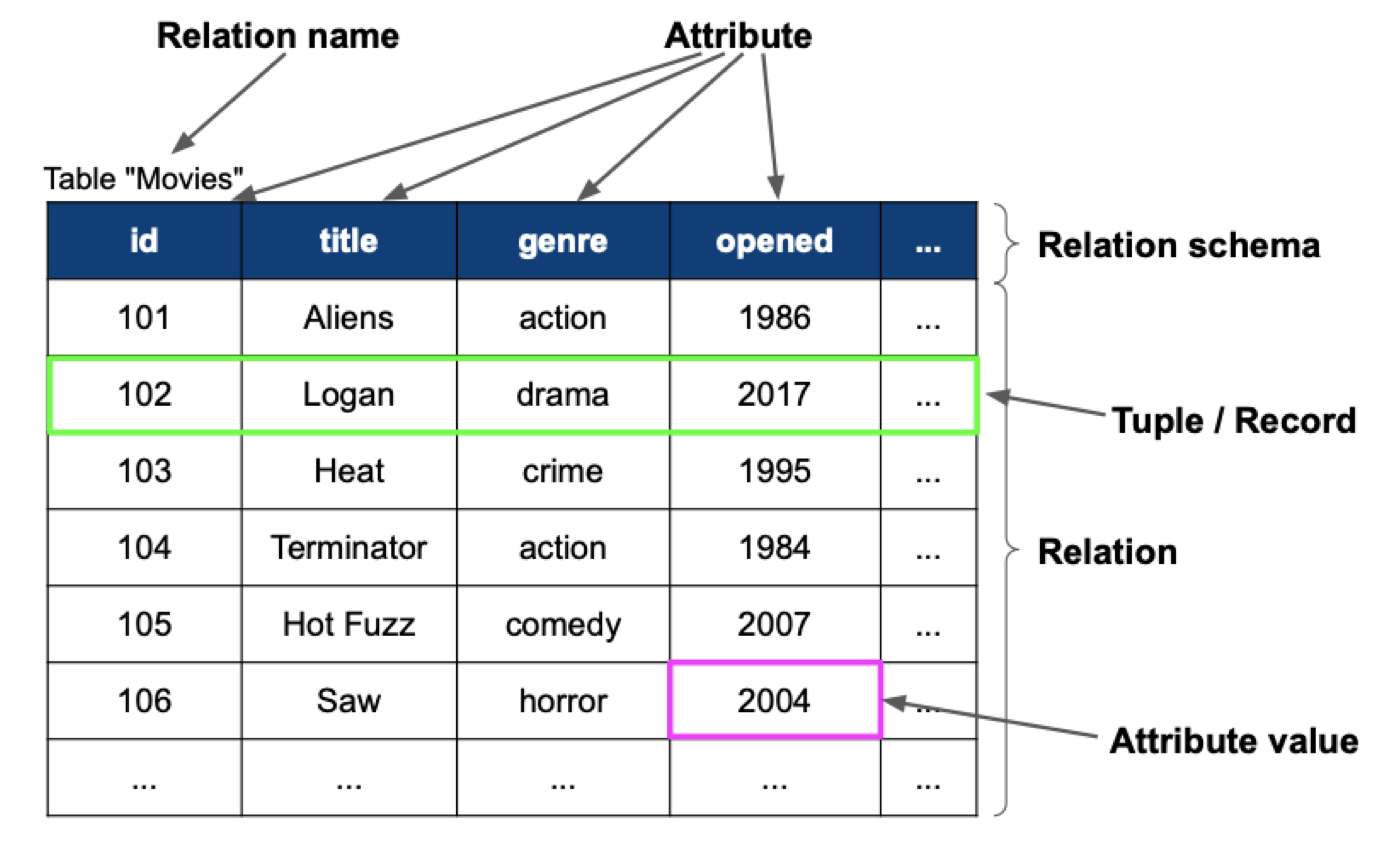 Relation name
Attribute
Table "Movies"
id title genre opened ...
Relation schema
101 Aliens action 1986 ...
102 Logan drama 2017 ...
Tuple / Record
103 Heat crime 1995 ...
104 Terminator action 1984 ...
Relation
105 Hot Fuzz comedy 2007 ...
106 Saw horror 2004 ...
Attribute value
... ... ... ... ...